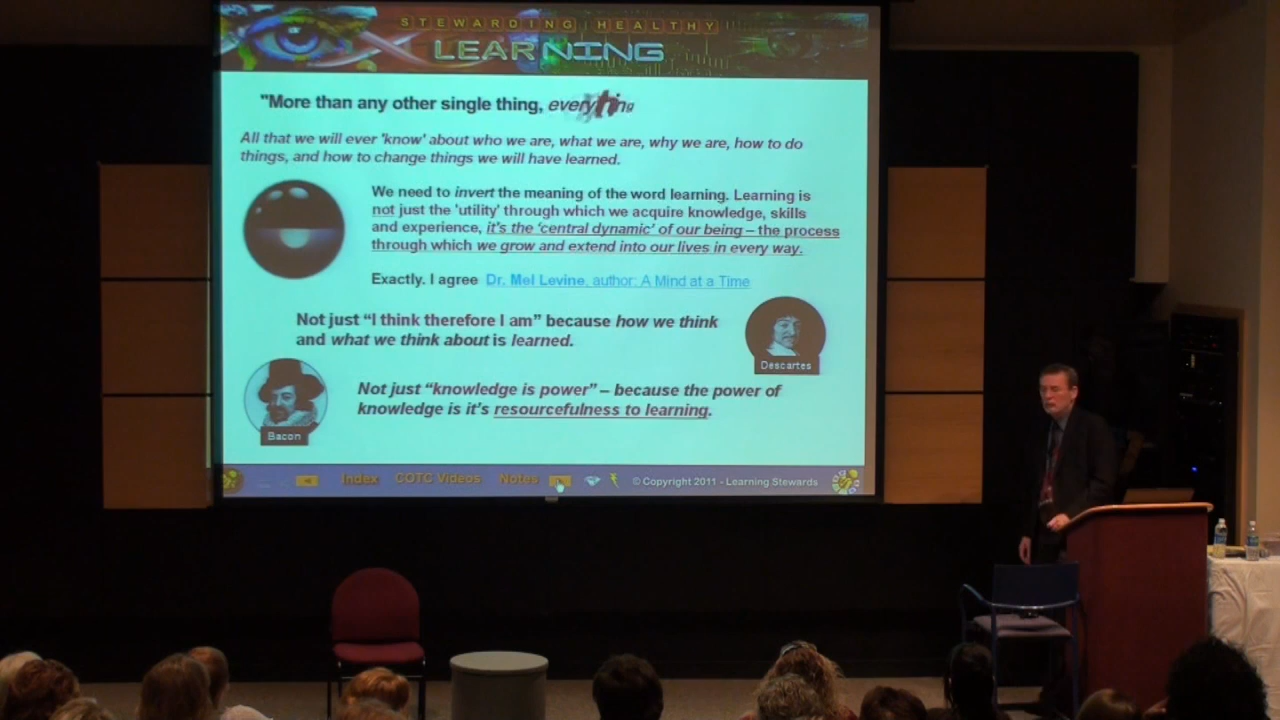 STEWARDING HEALTHY
LEARNING
"More than any other single thing, everything
All that we will ever 'know' about who we are, what we are, why we are, how to do
things, and how to change things we will have learned.
We need to invert the meaning of the word learning. Learning is
not just the 'utility' through which we acquire knowledge, skills
and experience, it's the 'central dynamic' of our being – the process
through which we grow and extend into our lives in every way.
Exactly. I agree Dr. Mel Levine, author: A Mind at a Time
Not just “I think therefore I am” because how we think
and what we think about is learned.
Descartes
Not just “knowledge is power” – because the power of
knowledge is it's resourcefulness to learning.
Bacon
Index COTC Videos Notes © Copyright 2011 - Learning Stewards